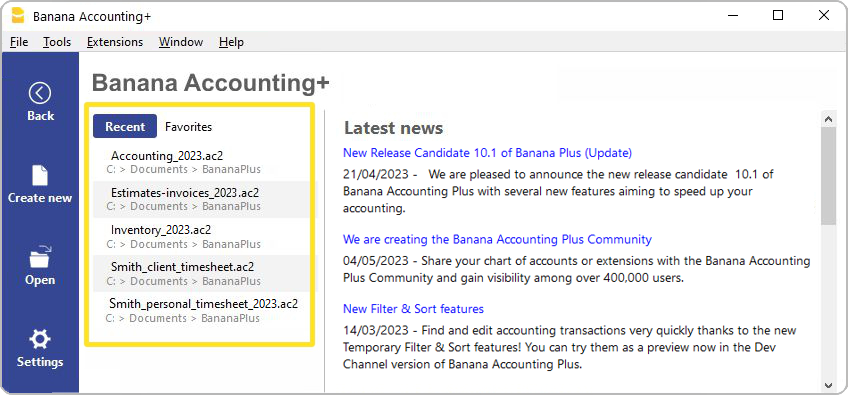 Banana Accounting+
File Tools Extensions Window Help
Back
Create new
Open
Settings
Banana Accounting+
Recent Favorites
Accounting_2023.ac2
C: > Documents > BananaPlus
Estimates-invoices_2023.ac2
C: > Documents > BananaPlus
Inventory_2023.ac2
C: > Documents > BananaPlus
Smith_client_timesheet.ac2
C: > Documents > BananaPlus
Smith_personal_timesheet_2023.ac2
C: > Documents > BananaPlus
Latest news
New Release Candidate 10.1 of Banana Plus (Update)
21/04/2023 - We are pleased to announce the new release candidate 10.1 of
Banana Accounting Plus with several new features aiming to speed up your
accounting.
We are creating the Banana Accounting Plus Community
04/05/2023 - Share your chart of accounts or extensions with the Banana Accounting
Plus Community and gain visibility among over 400,000 users.
New Filter & Sort features
14/03/2023 - Find and edit accounting transactions very quickly thanks to the new
Temporary Filter & Sort features! You can try them as a preview now in the Dev
Channel version of Banana Accounting Plus.